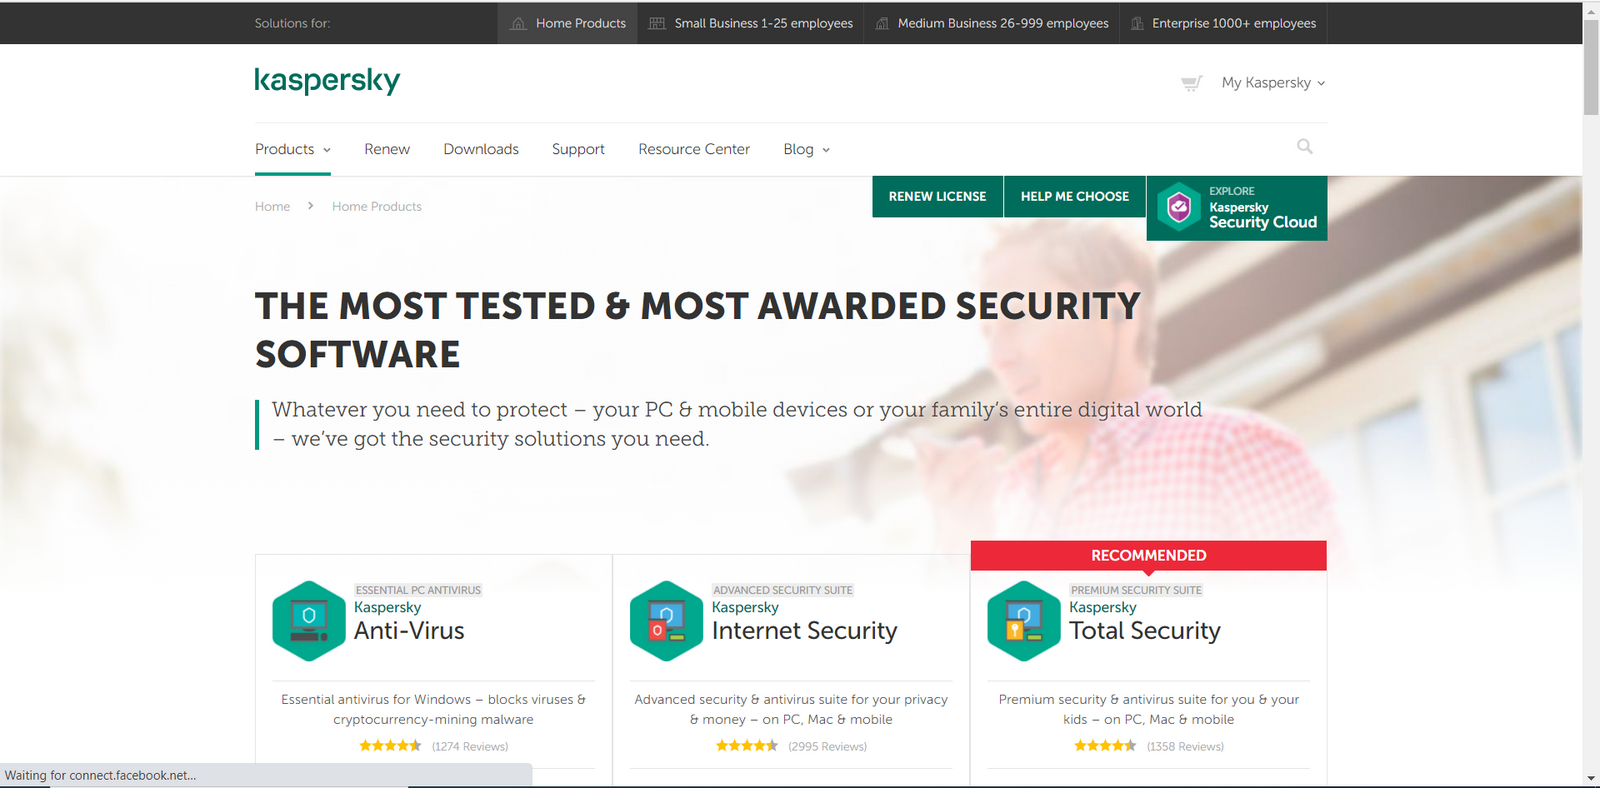 Solutions for:
Home Products
Small Business 1-25 employees
Medium Business 26-999 employees
Enterprise 1000+ employees
kaspersky
My Kaspersky
Products
Renew
Downloads
Support
Resource Center
Blog
Home
Home Products
RENEW LICENSE
HELP ME CHOOSE
EXPLORE
Kaspersky
Security Cloud
THE MOST TESTED & MOST AWARDED SECURITY
SOFTWARE
Whatever you need to protect – your PC & mobile devices or your family's entire digital world
– we've got the security solutions you need.
ESSENTIAL PC ANTIVIRUS
Kaspersky
Anti-Virus
Essential antivirus for Windows – blocks viruses &
cryptocurrency-mining malware
(1274 Reviews)
ADVANCED SECURITY SUITE
Kaspersky
Internet Security
Advanced security & antivirus suite for your privacy
& money – on PC, Mac & mobile
(2995 Reviews)
RECOMMENDED
PREMIUM SECURITY SUITE
Kaspersky
Total Security
Premium security & antivirus suite for you & your
kids – on PC, Mac & mobile
(1358 Reviews)
Waiting for connect.facebook.net...